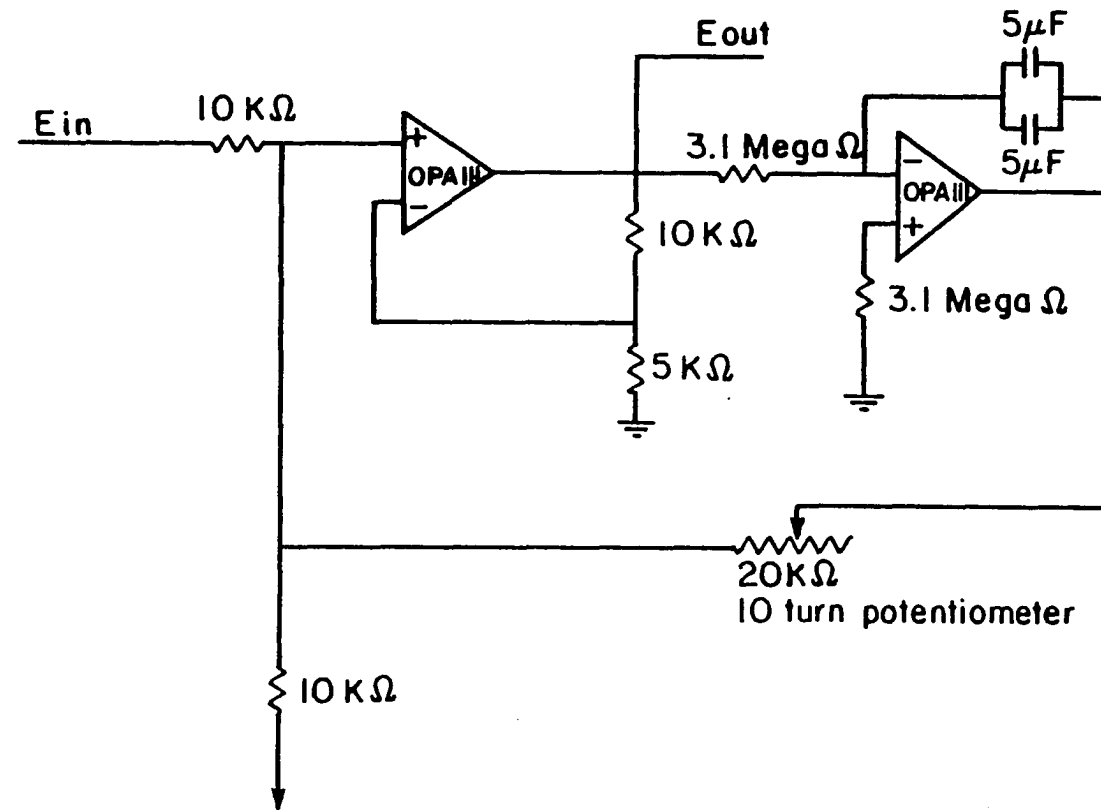 5µF
Eout
10 KΩ
Ein
5µF
3.1 Mega Ω
+
OPA111
-
-
OPA111
+
10 KΩ
3.1 Mega Ω
5 KΩ
20KΩ
10 turn potentiometer
10 KΩ